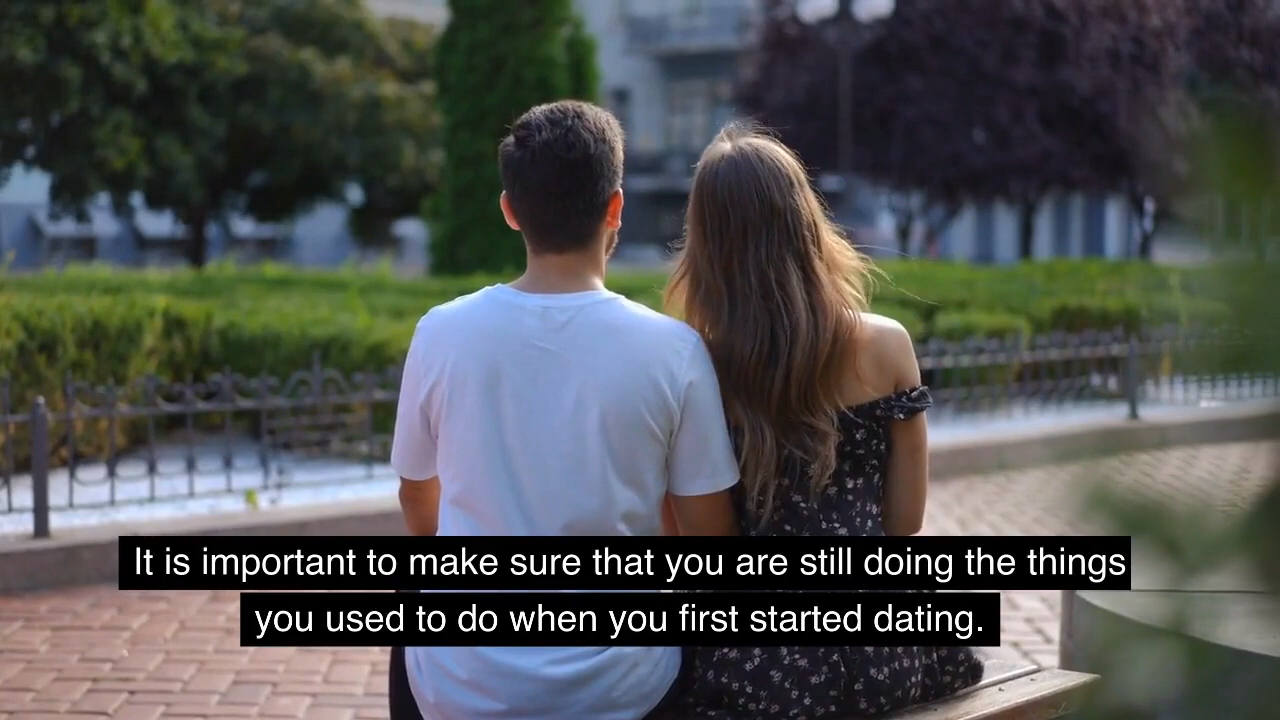 It is important to make sure that you are still doing the things
you used to do when you first started dating.